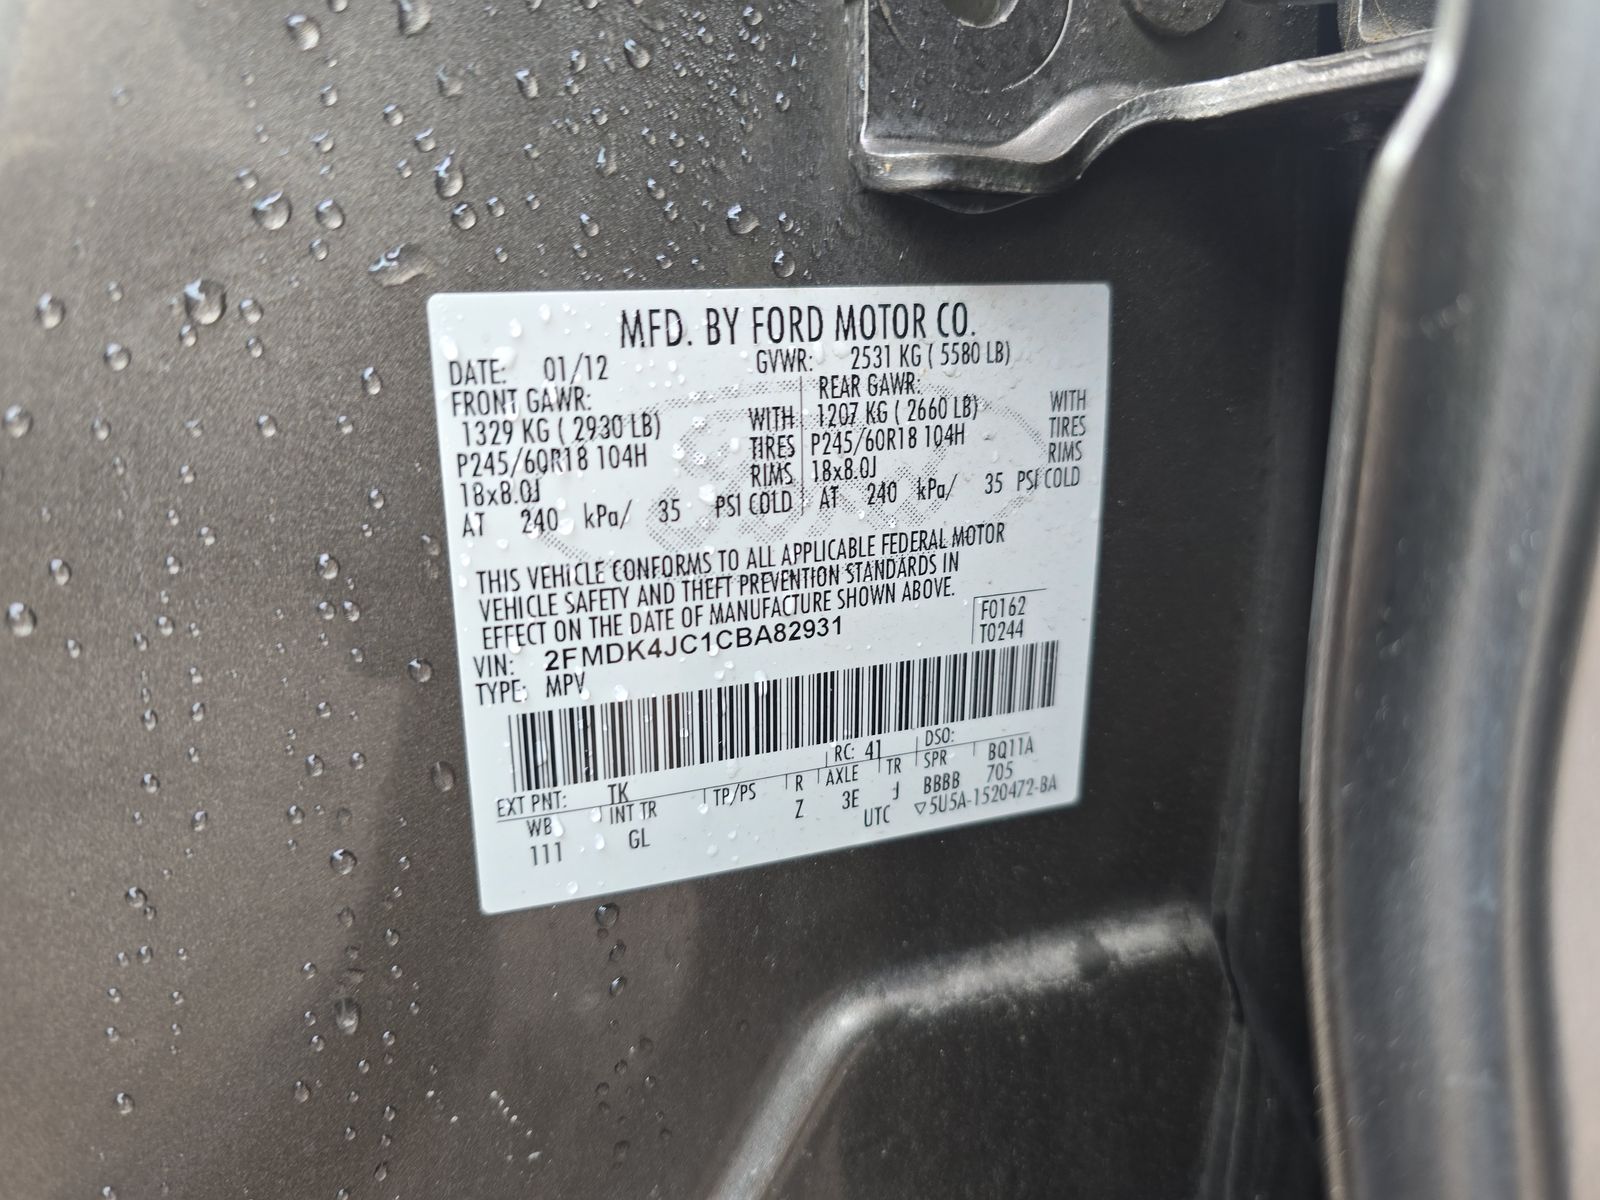 MFD. BY FORD MOTOR CO.
DATE: 01/12 GVWR: 2531 KG ( 5580 LB)
FRONT GAWR: REAR GAWR:
1329 KG ( 2930 LB) WITH 1207 KG ( 2660 LB) WITH
P245/60R18 104H TIRES P245/60R18 104H TIRES
18x8.0J RIMS 18x8.0J RIMS
AT 240 kPa/ 35 PSI COLD AT 240 kPa/ 35 PSI COLD
THIS VEHICLE CONFORMS TO ALL APPLICABLE FEDERAL MOTOR
VEHICLE SAFETY AND THEFT PREVENTION STANDARDS IN
EFFECT ON THE DATE OF MANUFACTURE SHOWN ABOVE.
F0162
T0244
VIN: 2FMDK4JC1CBA82931
TYPE: MPV
EXT PNT: TK RC: 41 DSO:
WB INT TR TP/PS R AXLE TR SPR BQ11A
111 GL Z 3E J BBBB 705
UTC ▽5U5A-1520472-BA